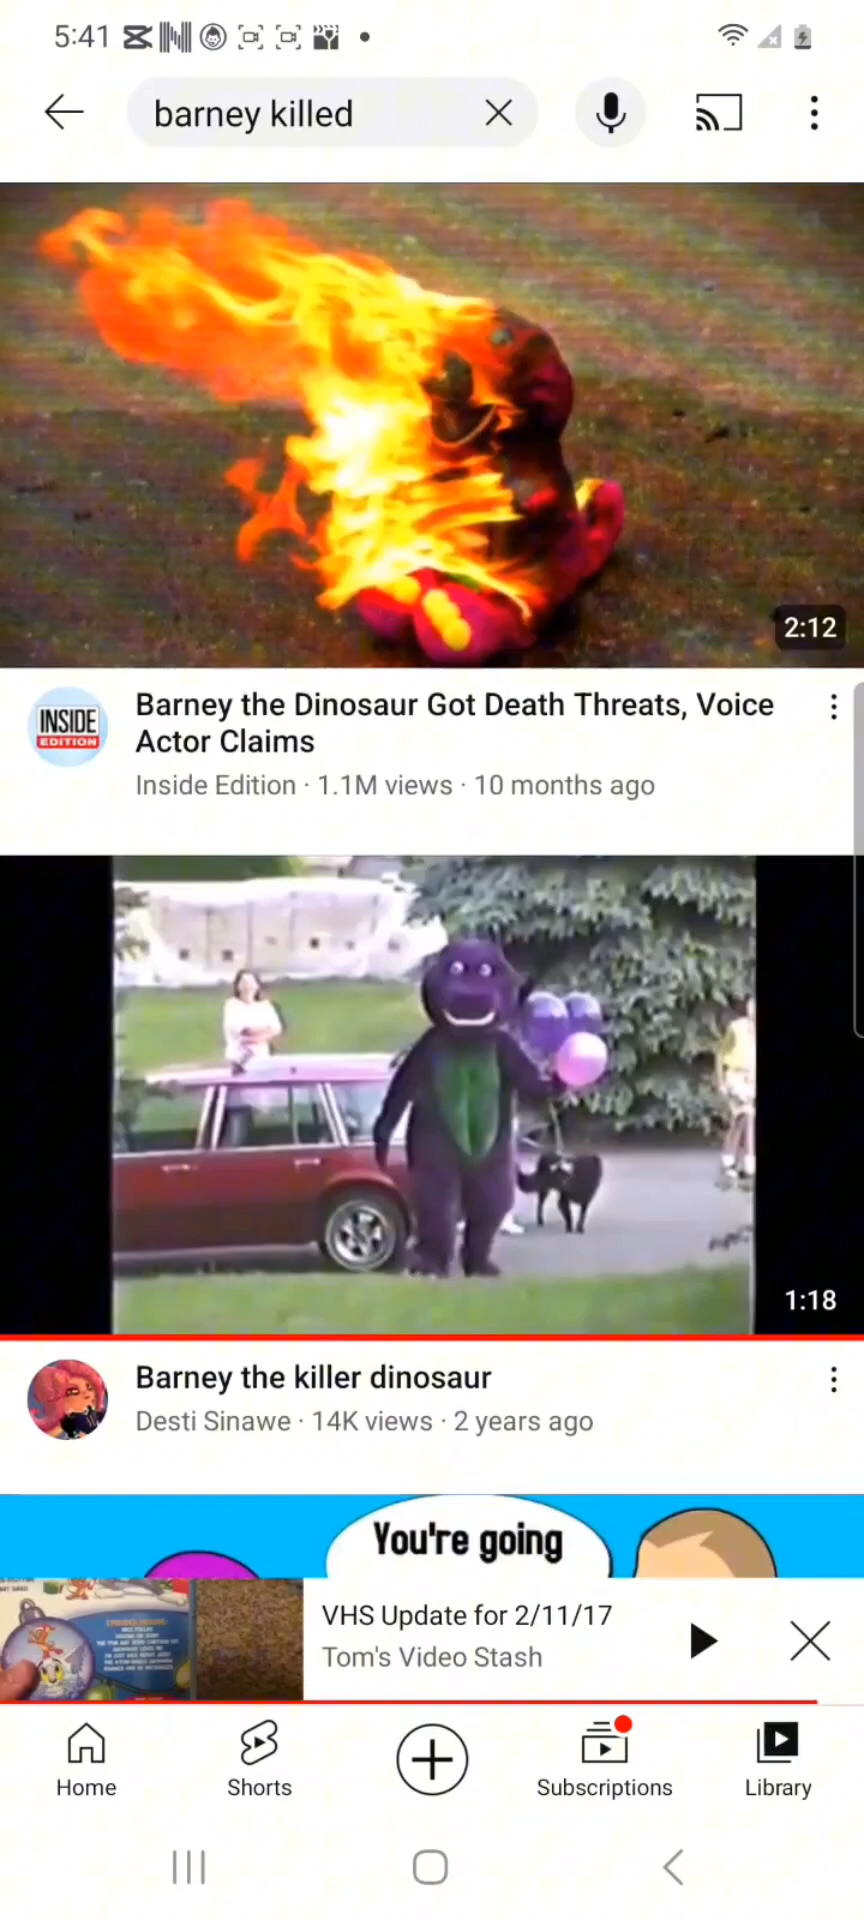 5:41
barney killed
2:12
INSIDE
EDITION
Barney the Dinosaur Got Death Threats, Voice
Actor Claims
Inside Edition · 1.1M views · 10 months ago
1:18
Barney the killer dinosaur
Desti Sinawe · 14K views · 2 years ago
You're going
VHS Update for 2/11/17
Tom's Video Stash
Home
Shorts
Subscriptions
Library